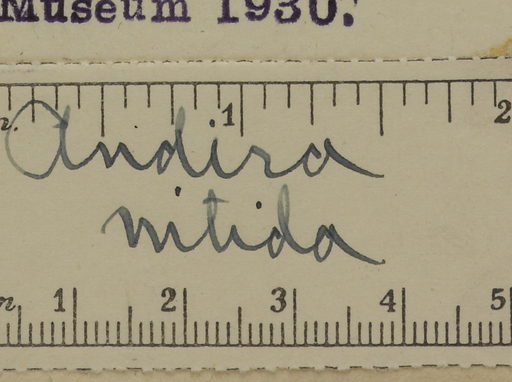 Museum 1930.
n. 1 2
Andira
nitida
n 1 2 3 4 5